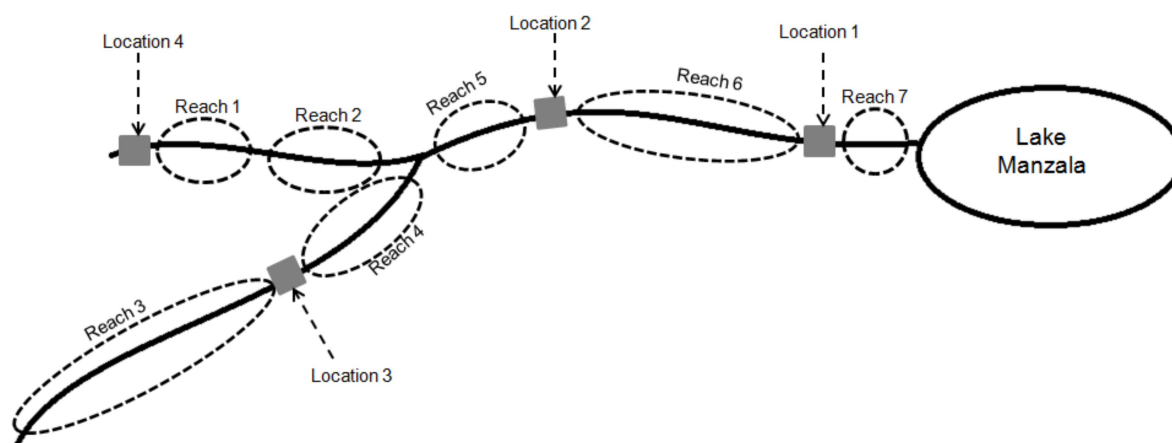 Location 4
Location 2
Location 1
Reach 1
Reach 2
Reach 5
Reach 6
Reach 7
Lake
Manzala
Reach 4
Reach 3
Location 3